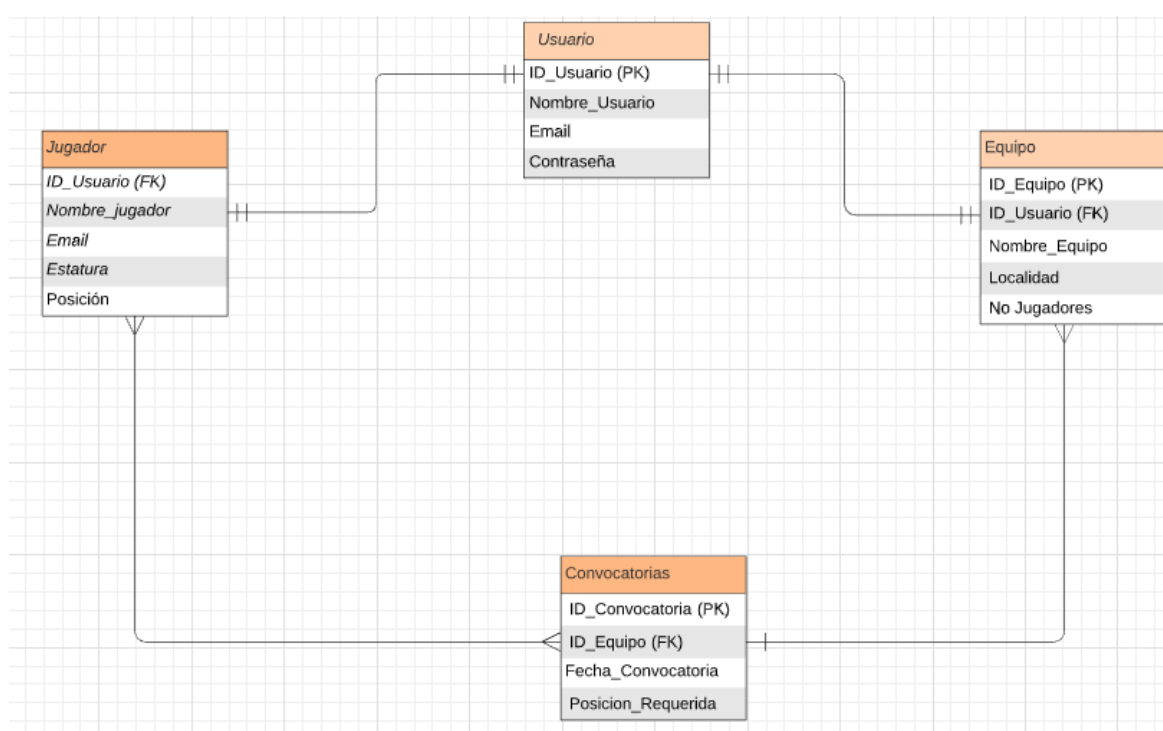 Usuario
ID_Usuario (PK)
Nombre_Usuario
Email
Contraseña
Jugador
ID_Usuario (FK)
Nombre_jugador
Email
Estatura
Posición
Equipo
ID_Equipo (PK)
ID_Usuario (FK)
Nombre_Equipo
Localidad
No Jugadores
Convocatorias
ID_Convocatoria (PK)
ID_Equipo (FK)
Fecha_Convocatoria
Posicion_Requerida